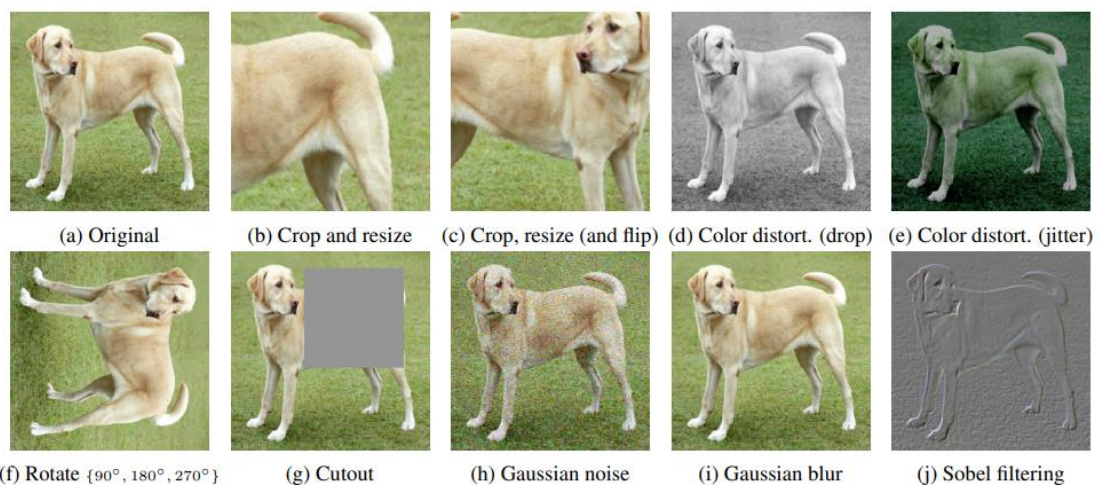 (a) Original
(b) Crop and resize
(c) Crop, resize (and flip)
(d) Color distort. (drop)
(e) Color distort. (jitter)
(f) Rotate {90°, 180°, 270°}
(g) Cutout
(h) Gaussian noise
(i) Gaussian blur
(j) Sobel filtering